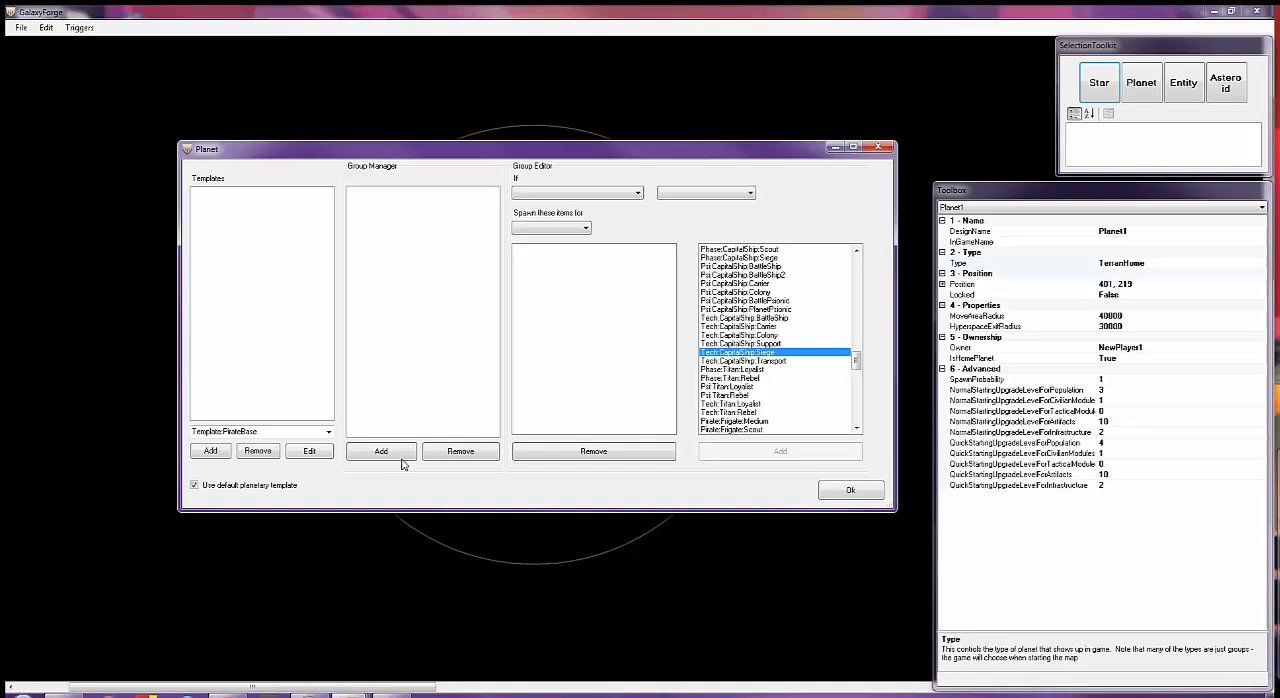 GalaxyForge
File Edit Triggers
SelectionToolkit
Star Planet Entity Astero
id
Planet
Templates
Group Manager
Group Editor
If
Spawn these items for
Phase:CapitalShip:Scout
Phase:CapitalShip:Siege
Psi:CapitalShip:BattleShip
Psi:CapitalShip:BattleShip2
Psi:CapitalShip:Carrier
Psi:CapitalShip:Colony
Psi:CapitalShip:BattlePsionic
Psi:CapitalShip:PlanetPsionic
Tech:CapitalShip:BattleShip
Tech:CapitalShip:Carrier
Tech:CapitalShip:Colony
Tech:CapitalShip:Support
Tech:CapitalShip:Siege
Tech:CapitalShip:Transport
Phase:Titan:Loyalist
Phase:Titan:Rebel
Psi:Titan:Loyalist
Psi:Titan:Rebel
Tech:Titan:Loyalist
Tech:Titan:Rebel
Pirate:Frigate:Medium
Pirate:Frigate:Scout
Template:PirateBase
Add Remove Edit
Add Remove
Remove
Add
Use default planetary template
Ok
Toolbox
Planet1
1 - Name
DesignName Planet1
InGameName
2 - Type
Type TerranHome
3 - Position
Position 401, 219
Locked False
4 - Properties
MoveAreaRadius 40000
HyperspaceExitRadius 30000
5 - Ownership
Owner NewPlayer1
IsHomePlanet True
6 - Advanced
SpawnProbability 1
NormalStartingUpgradeLevelForPopulation 3
NormalStartingUpgradeLevelForCivilianModule 1
NormalStartingUpgradeLevelForTacticalModul 0
NormalStartingUpgradeLevelForArtifacts 10
NormalStartingUpgradeLevelForInfrastructure 2
QuickStartingUpgradeLevelForPopulation 4
QuickStartingUpgradeLevelForCivilianModules 1
QuickStartingUpgradeLevelForTacticalModule 0
QuickStartingUpgradeLevelForArtifacts 10
QuickStartingUpgradeLevelForInfrastructure 2
Type
This controls the type of planet that shows up in game. Note that many of the types are just groups -
the game will choose when starting the map